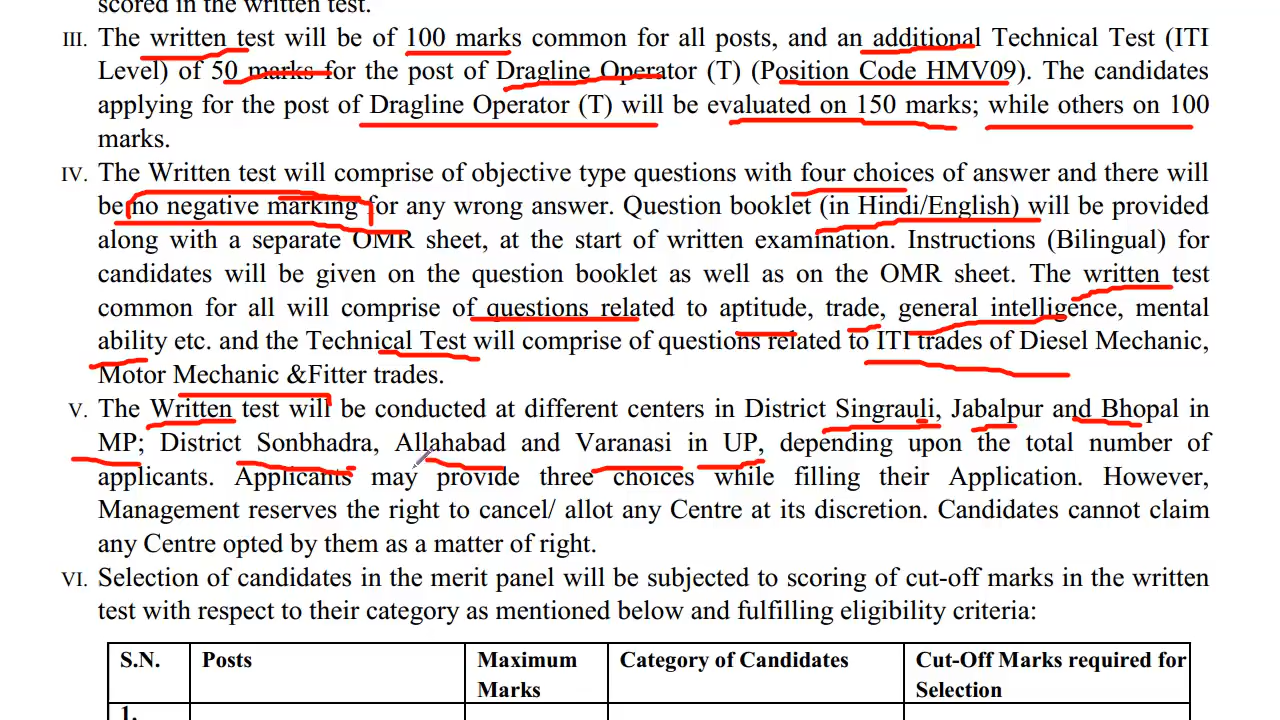 scored in the written test.
III. The written test will be of 100 marks common for all posts, and an additional Technical Test (ITI
Level) of 50 marks for the post of Dragline Operator (T) (Position Code HMV09). The candidates
applying for the post of Dragline Operator (T) will be evaluated on 150 marks; while others on 100
marks.
IV. The Written test will comprise of objective type questions with four choices of answer and there will
be no negative marking for any wrong answer. Question booklet (in Hindi/English) will be provided
along with a separate OMR sheet, at the start of written examination. Instructions (Bilingual) for
candidates will be given on the question booklet as well as on the OMR sheet. The written test
common for all will comprise of questions related to aptitude, trade, general intelligence, mental
ability etc. and the Technical Test will comprise of questions related to ITI trades of Diesel Mechanic,
Motor Mechanic &Fitter trades.
V. The Written test will be conducted at different centers in District Singrauli, Jabalpur and Bhopal in
MP; District Sonbhadra, Allahabad and Varanasi in UP, depending upon the total number of
applicants. Applicants may provide three choices while filling their Application. However,
Management reserves the right to cancel/ allot any Centre at its discretion. Candidates cannot claim
any Centre opted by them as a matter of right.
VI. Selection of candidates in the merit panel will be subjected to scoring of cut-off marks in the written
test with respect to their category as mentioned below and fulfilling eligibility criteria:
S.N. Posts Maximum Category of Candidates Cut-Off Marks required for
Marks Selection
1.